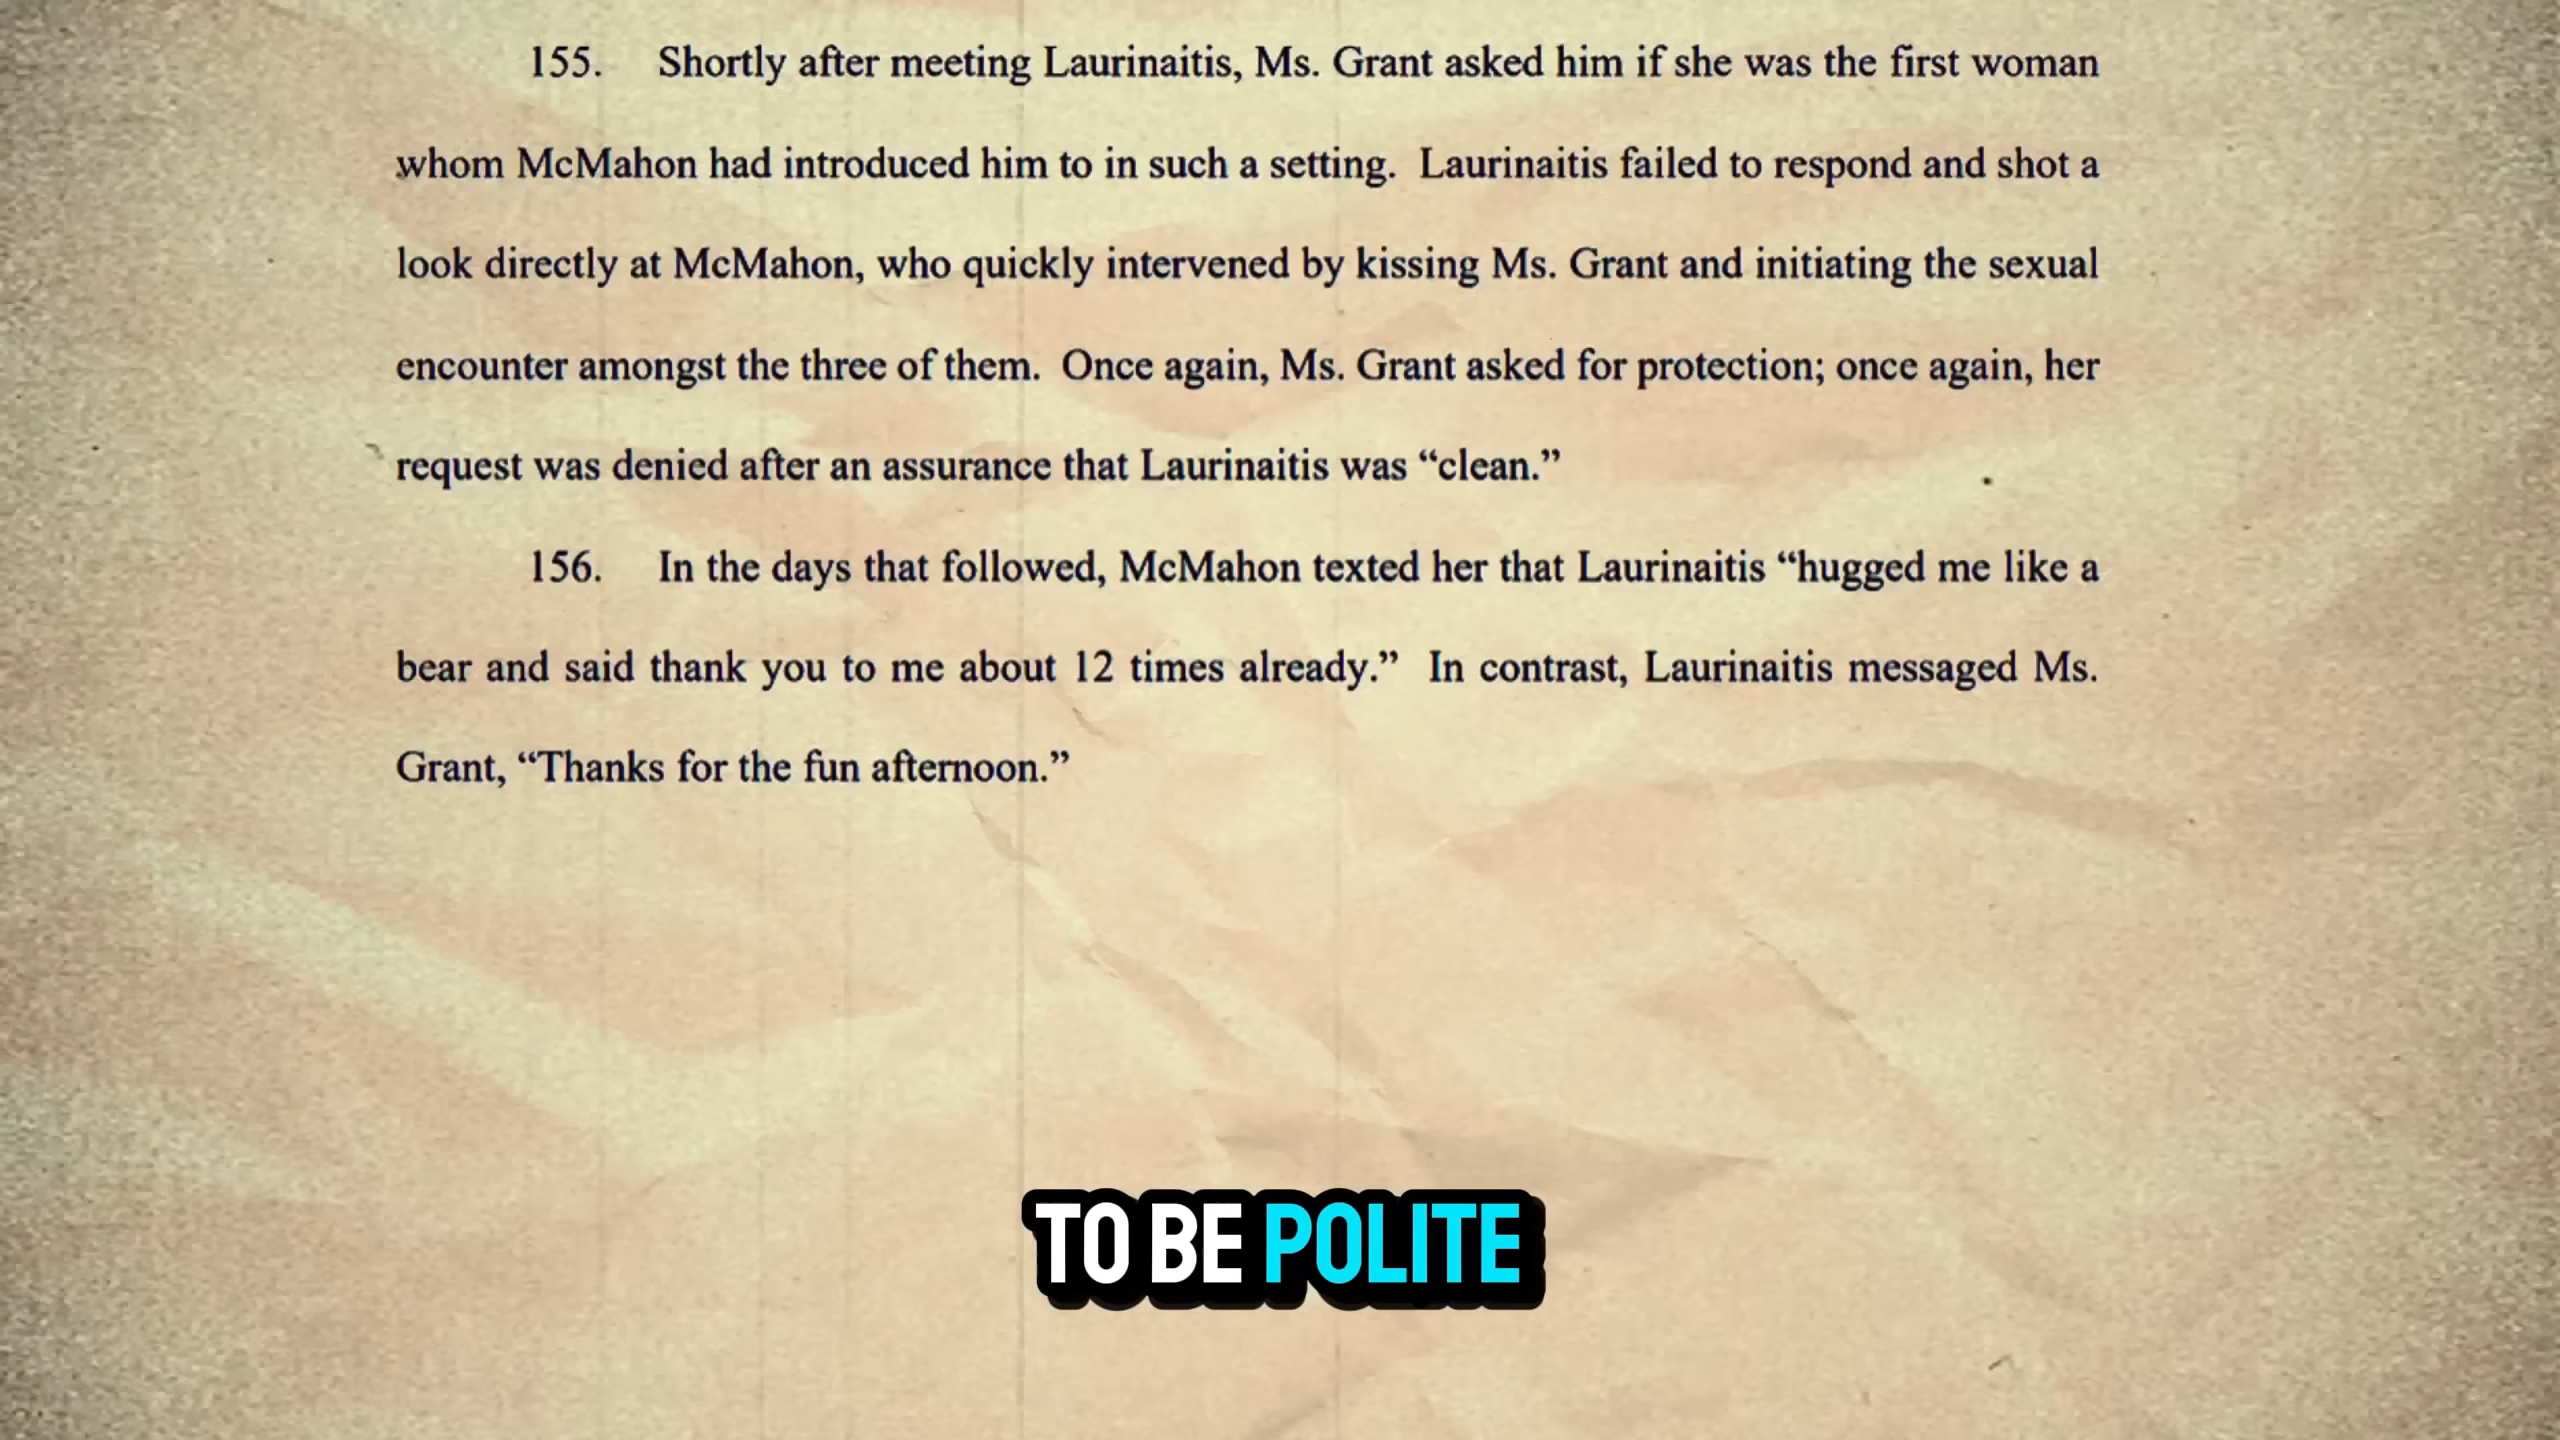 155. Shortly after meeting Laurinaitis, Ms. Grant asked him if she was the first woman
whom McMahon had introduced him to in such a setting. Laurinaitis failed to respond and shot a
look directly at McMahon, who quickly intervened by kissing Ms. Grant and initiating the sexual
encounter amongst the three of them. Once again, Ms. Grant asked for protection; once again, her
request was denied after an assurance that Laurinaitis was “clean.”
156. In the days that followed, McMahon texted her that Laurinaitis “hugged me like a
bear and said thank you to me about 12 times already.” In contrast, Laurinaitis messaged Ms.
Grant, “Thanks for the fun afternoon.”
TO BE POLITE